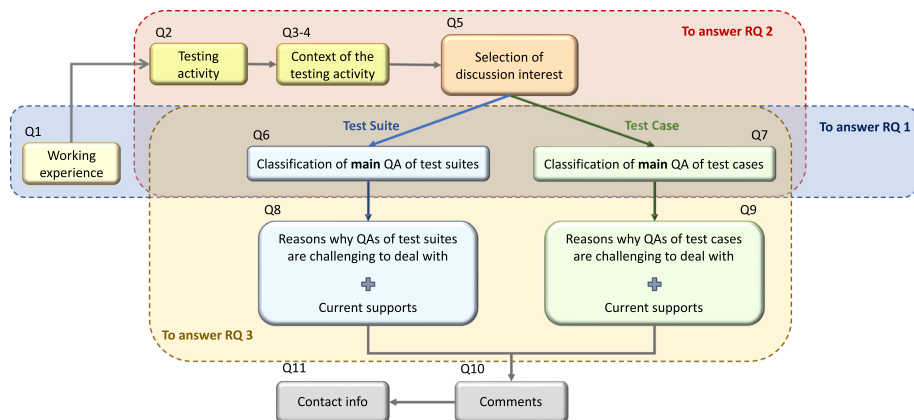 Q2
Q3-4
Q5
To answer RQ 2
Testing
activity
Context of the
testing activity
Selection of
discussion interest
Q1
Working
experience
Test Suite
Test Case
To answer RQ 1
Q6
Q7
Classification of main QA of test suites
Classification of main QA of test cases
Q8
Q9
Reasons why QAs of test suites
are challenging to deal with
Current supports
Reasons why QAs of test cases
are challenging to deal with
Current supports
To answer RQ 3
Q11
Q10
Contact info
Comments